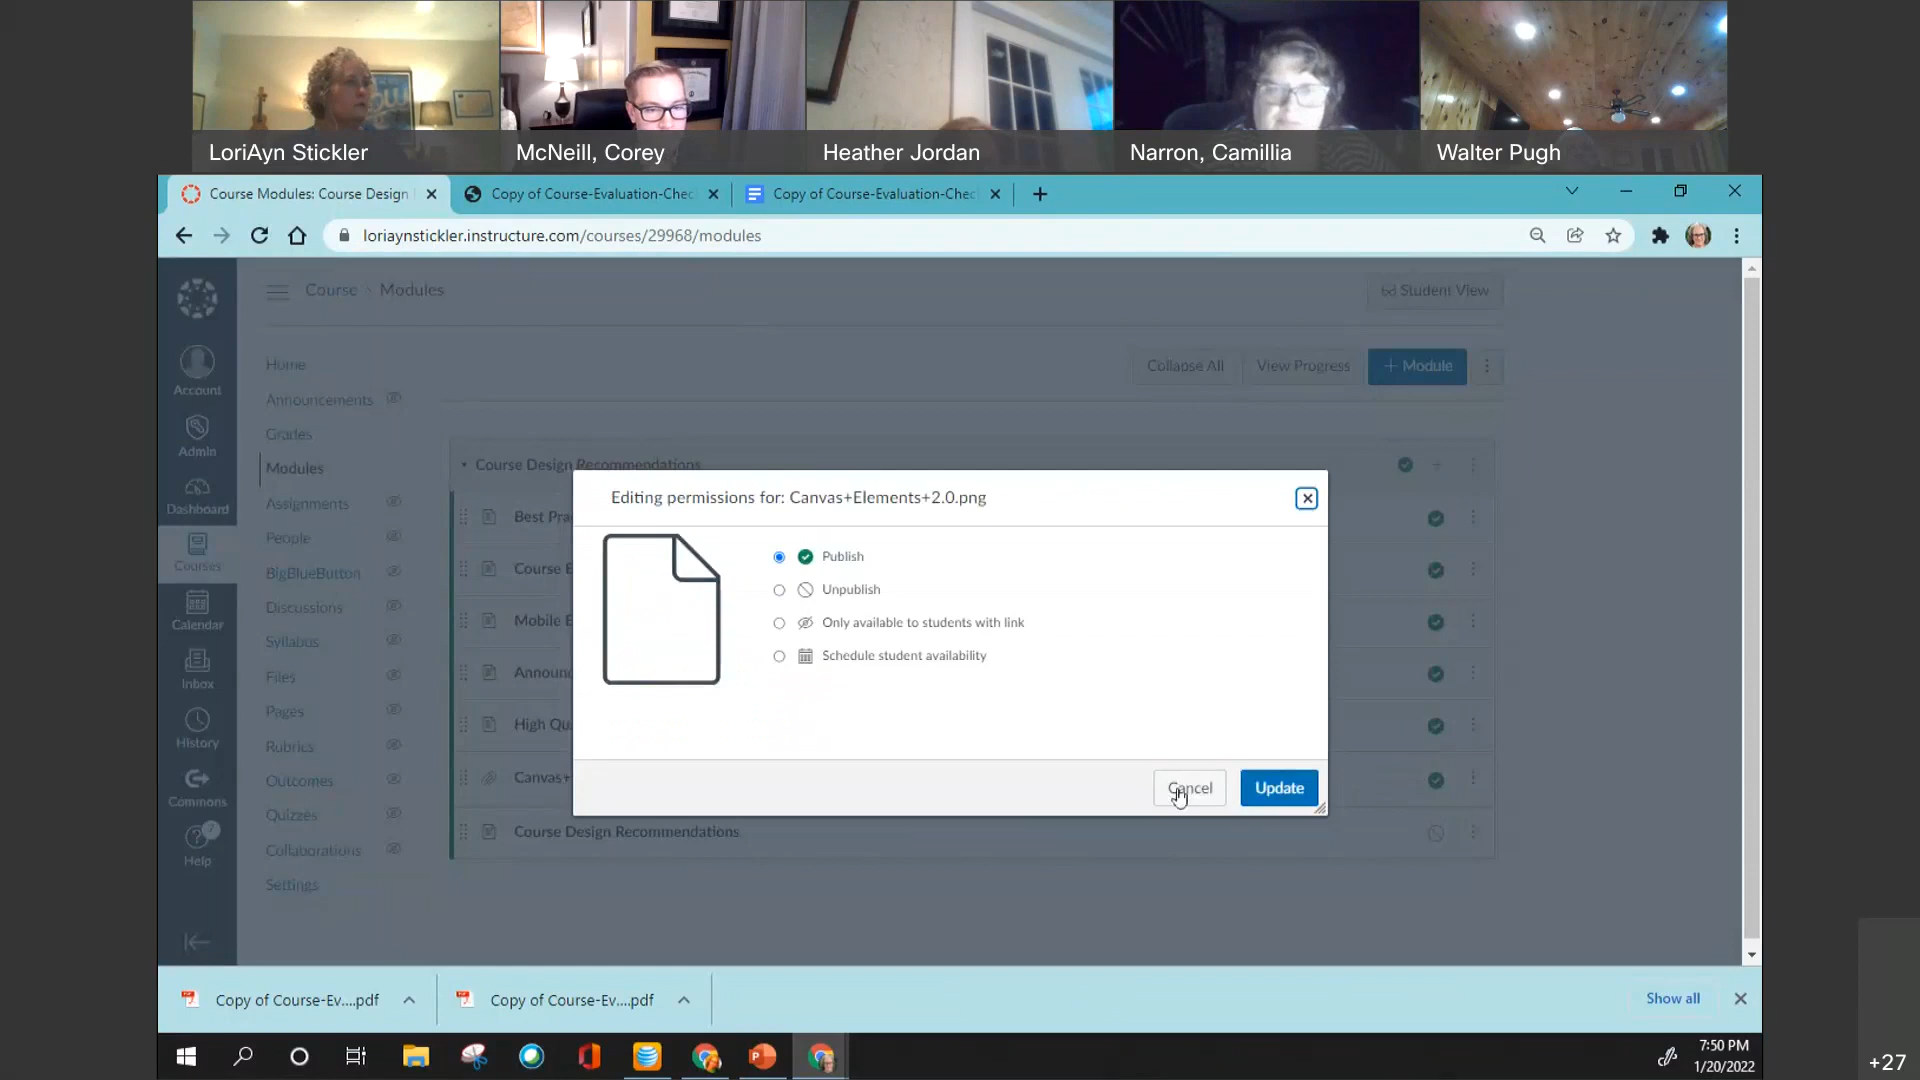 LoriAyn Stickler
McNeill, Corey
Heather Jordan
Narron, Camillia
Walter Pugh
Course Modules: Course Design
Copy of Course-Evaluation-Chec
Copy of Course-Evaluation-Chec
loriaynstickler.instructure.com/courses/29968/modules
Course
Modules
Student View
Account
Admin
Dashboard
Courses
Calendar
Inbox
History
Commons
Help
Home
Announcements
Grades
Modules
Assignments
People
BigBlueButton
Discussions
Syllabus
Files
Pages
Rubrics
Outcomes
Quizzes
Collaborations
Settings
Collapse All
View Progress
+ Module
Course Design Recommendations
Best Pra
Course E
Mobile E
Announ
High Qu
Canvas+
Course Design Recommendations
Editing permissions for: Canvas+Elements+2.0.png
Publish
Unpublish
Only available to students with link
Schedule student availability
Cancel
Update
Copy of Course-Ev....pdf
Copy of Course-Ev....pdf
Show all
7:50 PM
1/20/2022
+27